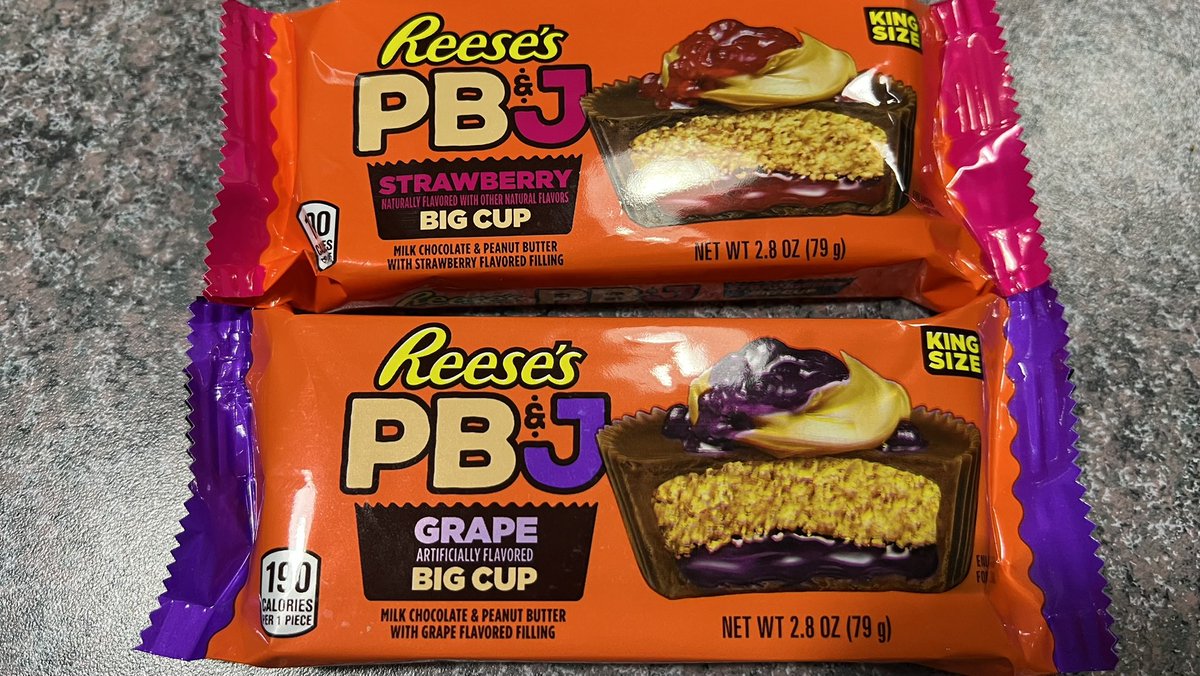 Reese's
PB&J
STRAWBERRY
NATURALLY FLAVORED WITH OTHER NATURAL FLAVORS
BIG CUP
MILK CHOCOLATE & PEANUT BUTTER
WITH STRAWBERRY FLAVORED FILLING
KING
SIZE
NET WT 2.8 OZ (79 g)
Reese's
PB&J
GRAPE
ARTIFICIALLY FLAVORED
BIG CUP
190
CALORIES
PER 1 PIECE
MILK CHOCOLATE & PEANUT BUTTER
WITH GRAPE FLAVORED FILLING
KING
SIZE
NET WT 2.8 OZ (79 g)